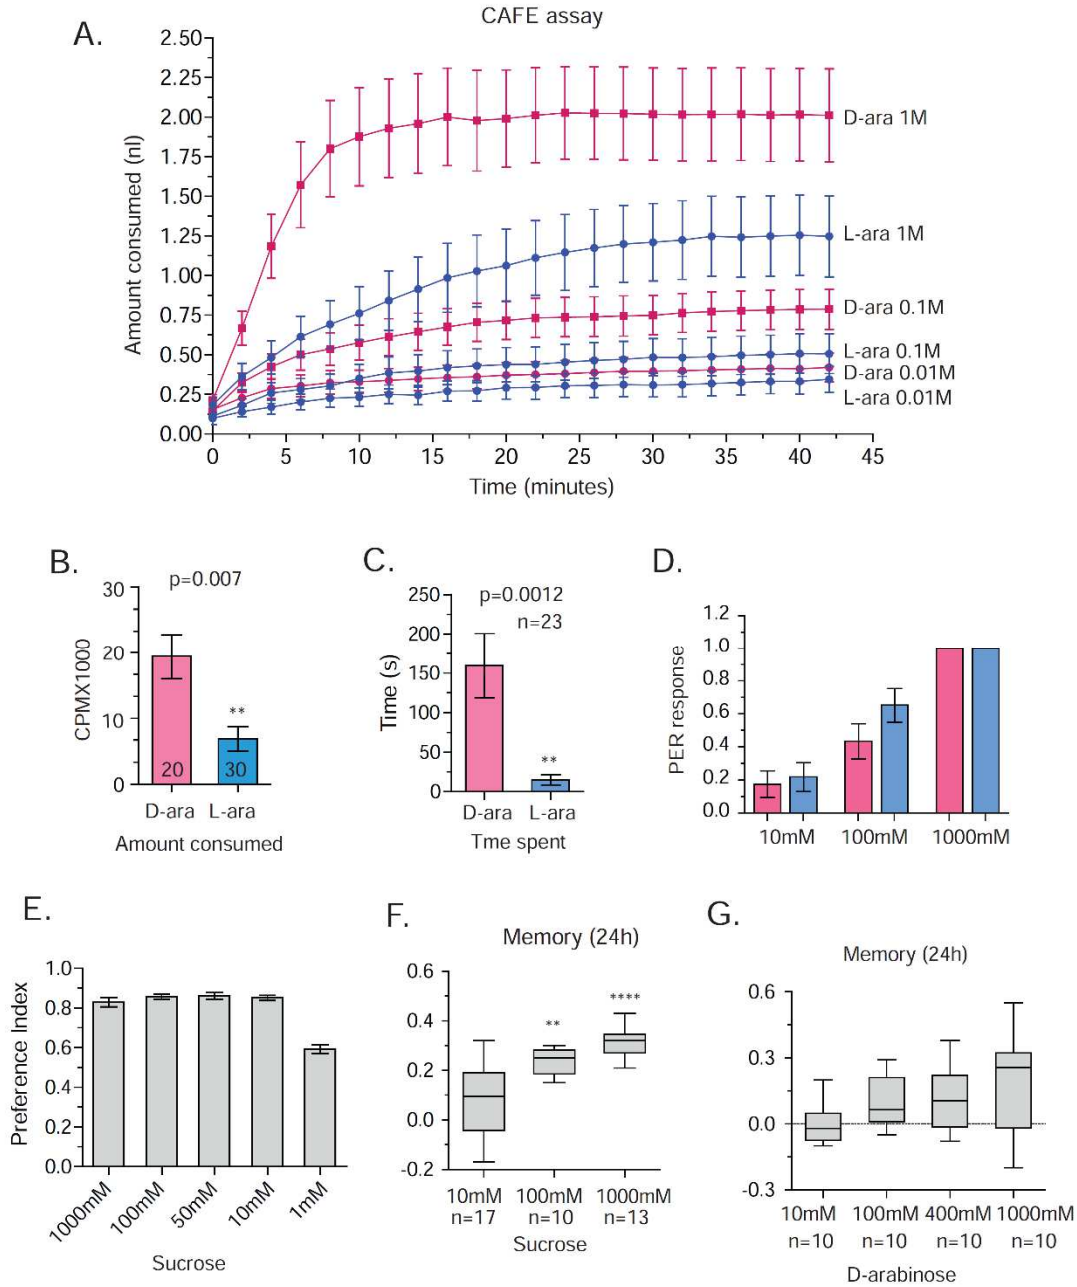 CAFE assay
A.
2.50
2.25
2.00
1.75
1.50
1.25
1.00
0.75
0.50
0.25
0.00
Amount consumed (nl)
D-ara 1M
L-ara 1M
D-ara 0.1M
L-ara 0.1M
D-ara 0.01M
L-ara 0.01M
0 5 10 15 20 25 30 35 40 45
Time (minutes)
B.
p=0.007
30
20
10
0
CPMX1000
**
20 30
D-ara L-ara
Amount consumed
C.
p=0.0012
n=23
250
200
150
100
50
0
Time (s)
**
D-ara L-ara
Tme spent
D.
1.2
1.0
0.8
0.6
0.4
0.2
0.0
PER response
10mM 100mM 1000mM
E.
1.0
0.8
0.6
0.4
0.2
0.0
Preference Index
1000mM 100mM 50mM 10mM 1mM
Sucrose
F.
Memory (24h)
0.6
0.4
0.2
0.0
-0.2
**
****
10mM 100mM 1000mM
n=17 n=10 n=13
Sucrose
G.
Memory (24h)
0.6
0.3
0.0
-0.3
10mM 100mM 400mM 1000mM
n=10 n=10 n=10 n=10
D-arabinose